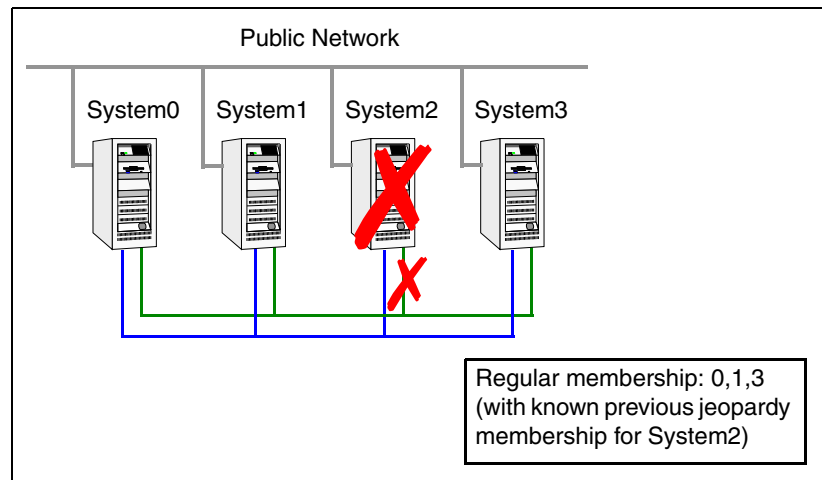 Public Network
System0 System1 System2 System3
Regular membership: 0,1,3
(with known previous jeopardy
membership for System2)